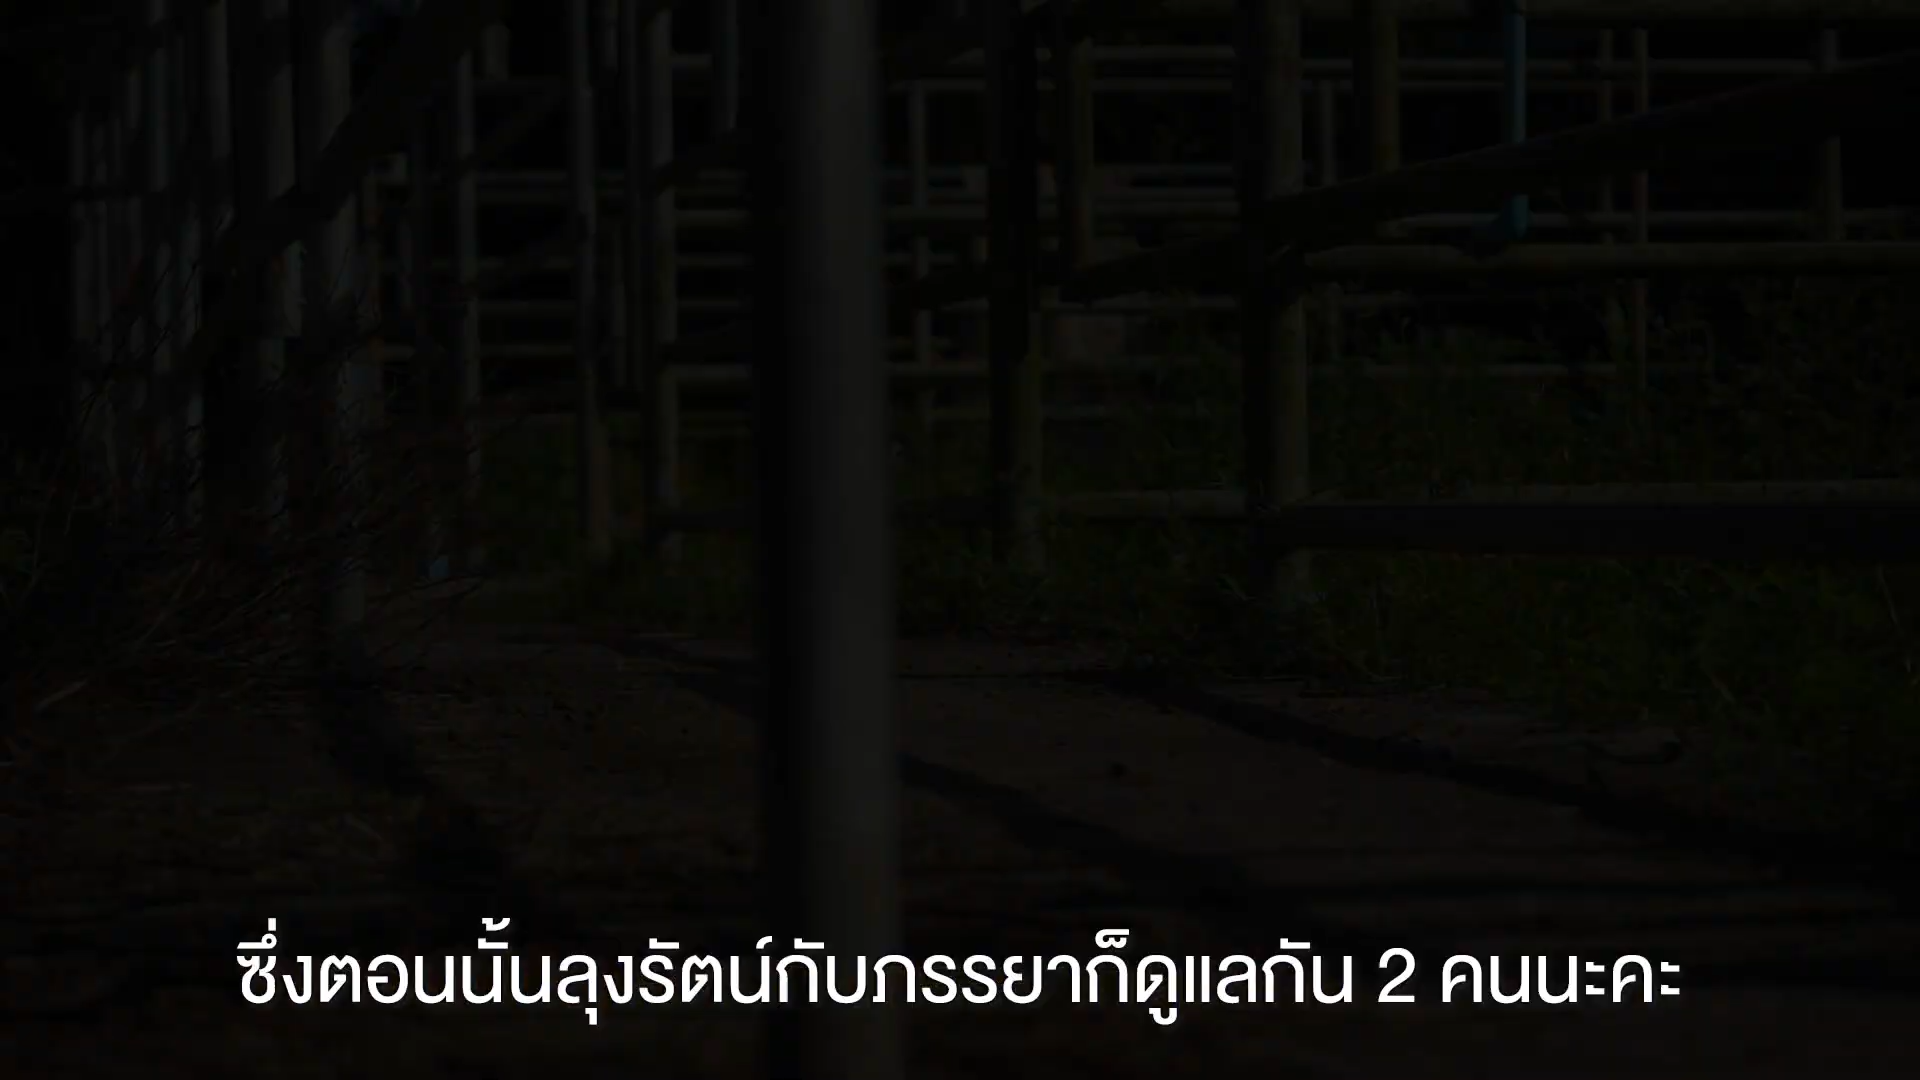 ซึ่งตอนนั้นลุงรัตน์กับภรรยาก็ดูแลกัน 2 คนนะคะ